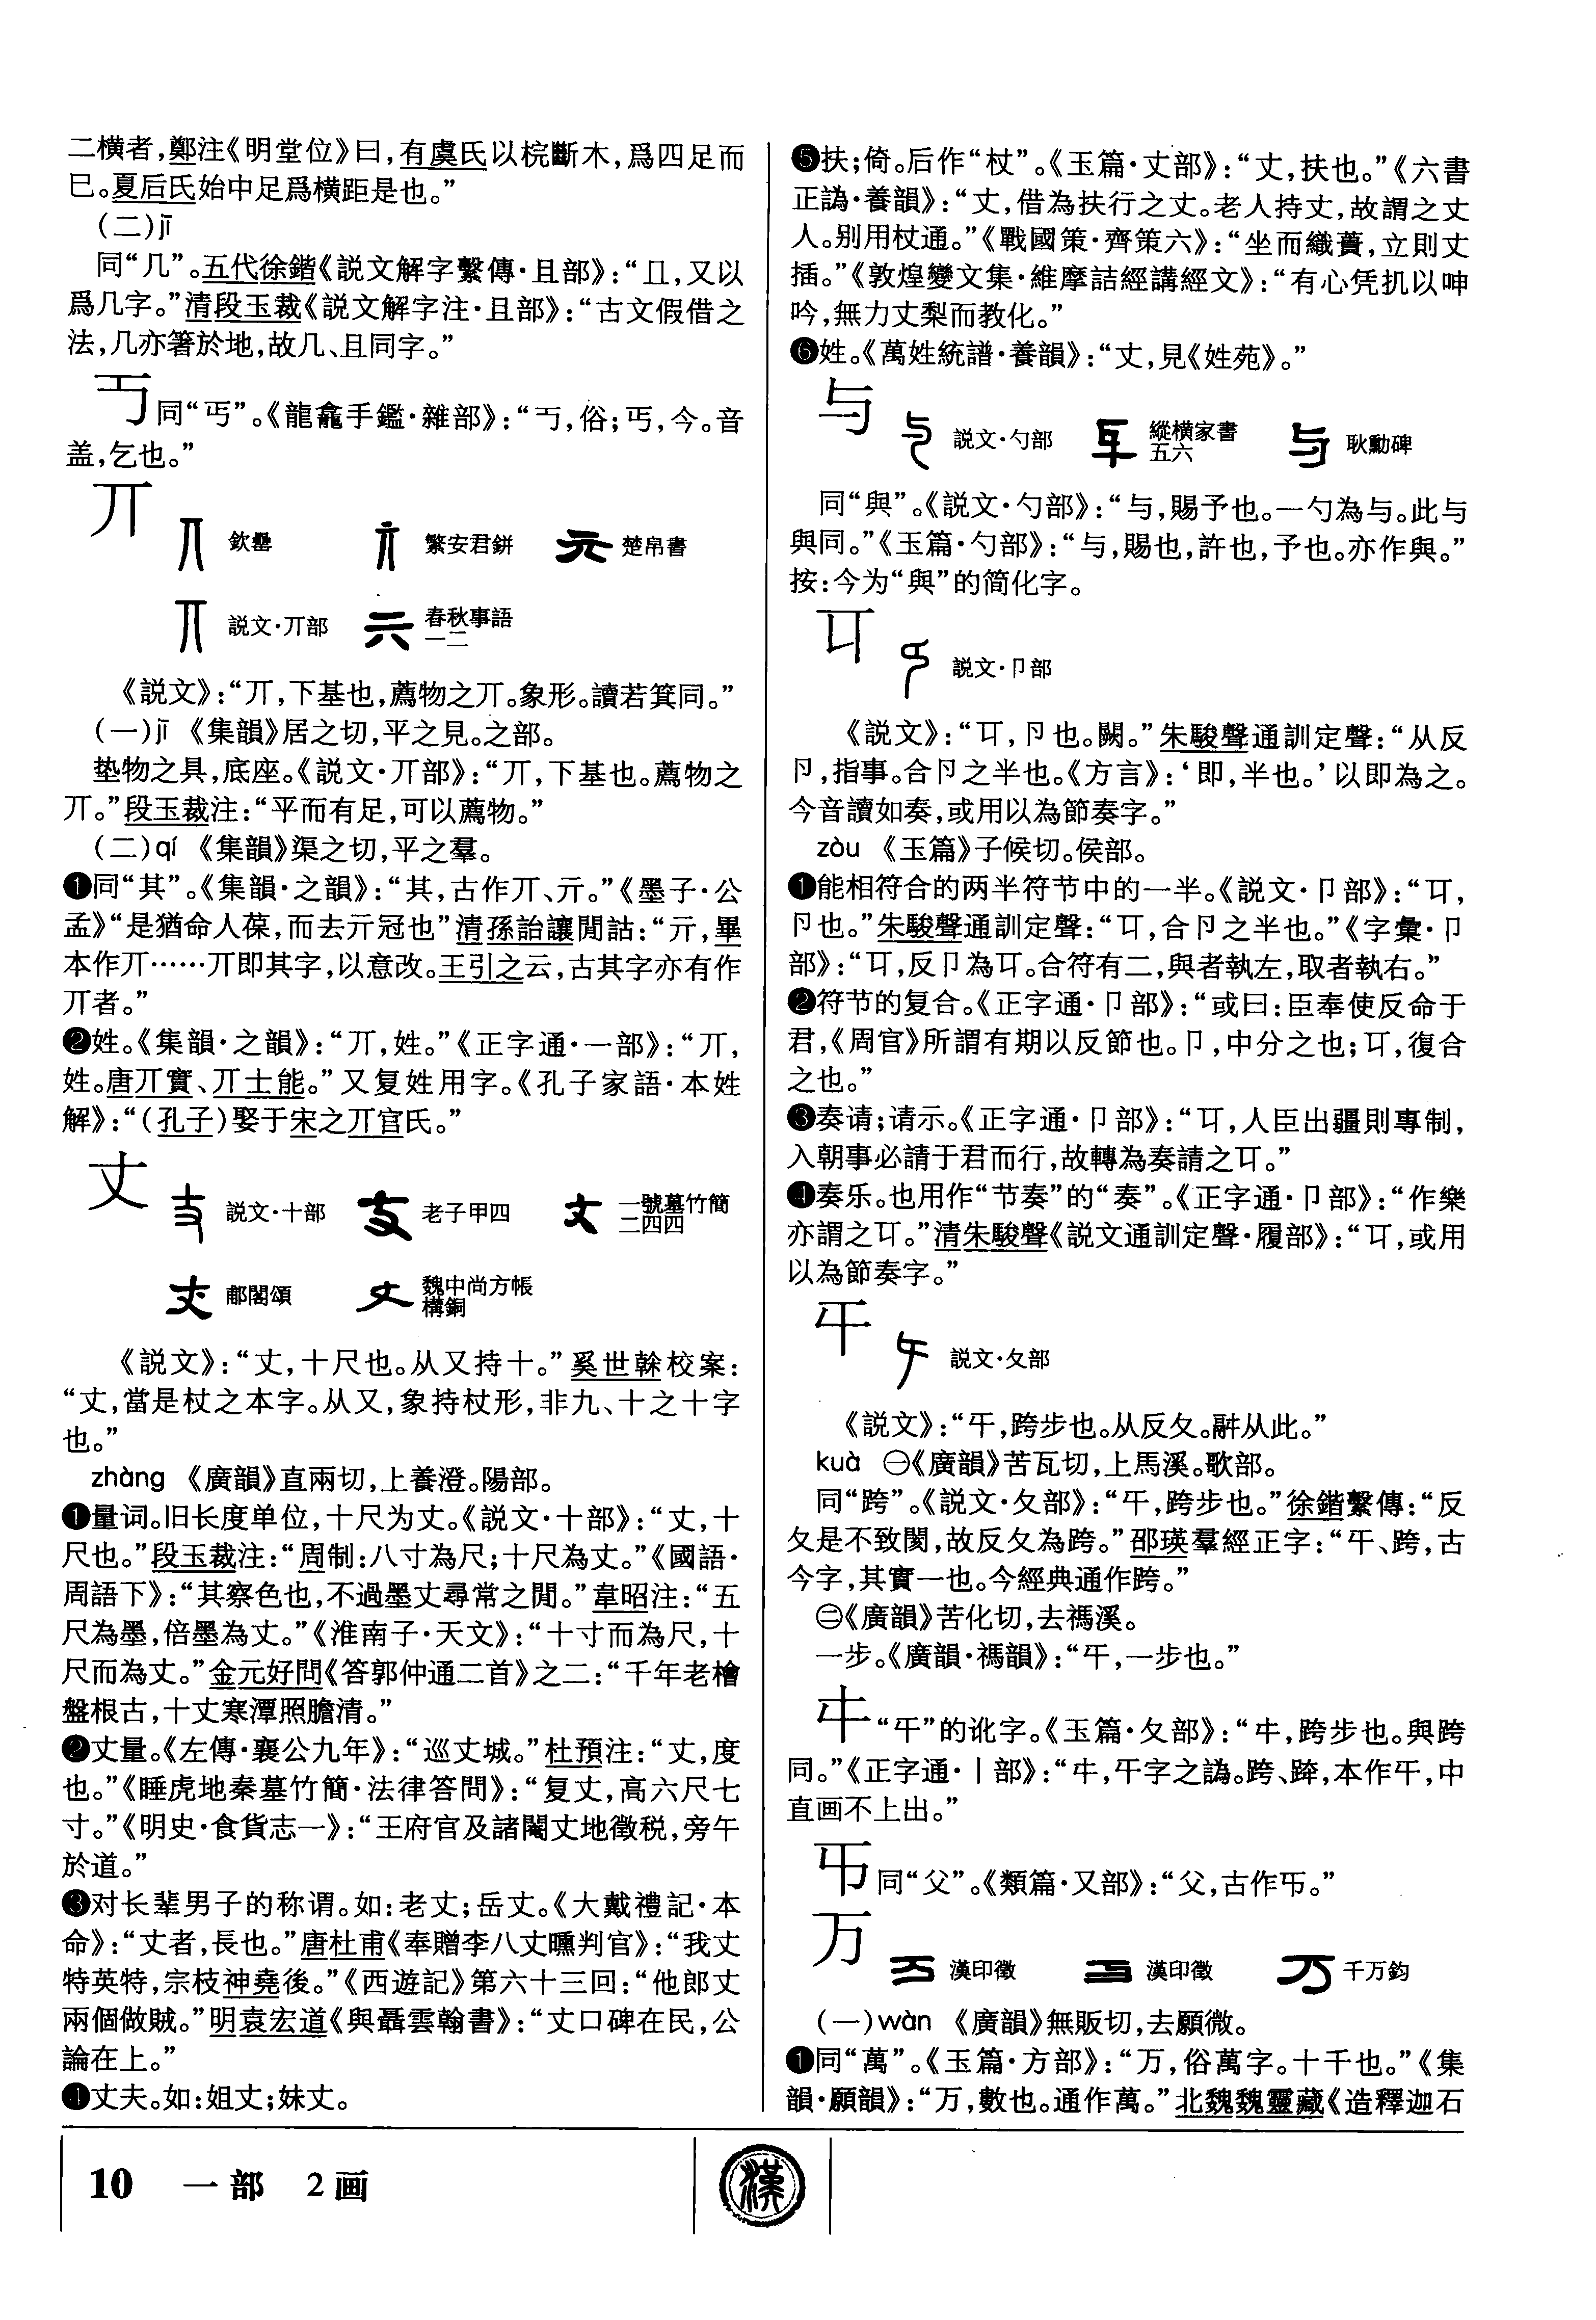 二横者，鄭注《明堂位》曰，有虞氏以梡斷木，爲四足而
巳。夏后氏始中足爲横距是也。”
（二）jī
同“几”。五代徐鍇《説文解字繫傳·且部》：“且，又以
爲几字。”清段玉裁《説文解字注·且部》：“古文假借之
法，几亦箸於地，故几、且同字。”
丐同“丐”。《龍龕手鑑·雜部》：“丐，俗；丐，今。音
盖，乞也。”
丌
欽罍 繁安君鉼 楚帛書
説文·丌部 春秋事語
一二
《説文》：“丌，下基也，薦物之丌。象形。讀若箕同。”
（一）jī 《集韻》居之切，平之見。之部。
垫物之具，底座。《説文·丌部》：“丌，下基也。薦物之
丌。”段玉裁注：“平而有足，可以薦物。”
（二）qí 《集韻》渠之切，平之羣。
❶同“其”。《集韻·之韻》：“其，古作丌、亓。”《墨子·公
孟》“是猶命人葆，而去亓冠也”清孫詒讓閒詁：“亓，畢
本作丌……丌即其字，以意改。王引之云，古其字亦有作
丌者。”
❷姓。《集韻·之韻》：“丌，姓。”《正字通·一部》：“丌，
姓。唐丌實、丌士能。”又复姓用字。《孔子家語·本姓
解》：“（孔子）娶于宋之丌官氏。”
丈
説文·十部 老子甲四 一號墓竹簡
二四四
郙閣頌 魏中尚方帳
構銅
《説文》：“丈，十尺也。从又持十。”奚世榦校案：
“丈，當是杖之本字。从又，象持杖形，非九、十之十字
也。”
zhàng 《廣韻》直兩切，上養澄。陽部。
❶量词。旧长度单位，十尺为丈。《説文·十部》：“丈，十
尺也。”段玉裁注：“周制：八寸為尺；十尺為丈。”《國語·
周語下》：“其察色也，不過墨丈尋常之閒。”韋昭注：“五
尺為墨，倍墨為丈。”《淮南子·天文》：“十寸而為尺，十
尺而為丈。”金元好問《答郭仲通二首》之二：“千年老檜
盤根古，十丈寒潭照膽清。”
❷丈量。《左傳·襄公九年》：“巡丈城。”杜預注：“丈，度
也。”《睡虎地秦墓竹簡·法律答問》：“复丈，高六尺七
寸。”《明史·食貨志一》：“王府官及諸閹丈地徵税，旁午
於道。”
❸对长辈男子的称谓。如：老丈；岳丈。《大戴禮記·本
命》：“丈者，長也。”唐杜甫《奉贈李八丈曛判官》：“我丈
特英特，宗枝神堯後。”《西遊記》第六十三回：“他郎丈
兩個做賊。”明袁宏道《與聶雲翰書》：“丈口碑在民，公
論在上。”
❹丈夫。如：姐丈；妹丈。
❺扶；倚。后作“杖”。《玉篇·丈部》：“丈，扶也。”《六書
正譌·養韻》：“丈，借為扶行之丈。老人持丈，故謂之丈
人。别用杖通。”《戰國策·齊策六》：“坐而織蕢，立則丈
插。”《敦煌變文集·維摩詰經講經文》：“有心凭扒以呻
吟，無力丈梨而教化。”
❻姓。《萬姓統譜·養韻》：“丈，見《姓苑》。”
与
説文·勺部 縱横家書
五六 耿勳碑
同“與”。《説文·勺部》：“与，賜予也。一勺為与。此与
與同。”《玉篇·勺部》：“与，賜也，許也，予也。亦作與。”
按：今为“與”的简化字。
㔿
説文·卩部
《説文》：“㔿，卪也。闕。”朱駿聲通訓定聲：“从反
卪，指事。合卪之半也。《方言》：‘即，半也。’以即為之。
今音讀如奏，或用以為節奏字。”
zòu 《玉篇》子候切。侯部。
❶能相符合的两半符节中的一半。《説文·卩部》：“㔿，
卪也。”朱駿聲通訓定聲：“㔿，合卪之半也。”《字彙·卩
部》：“㔿，反卩為㔿。合符有二，與者執左，取者執右。”
❷符节的复合。《正字通·卩部》：“或曰：臣奉使反命于
君，《周官》所謂有期以反節也。卩，中分之也；㔿，復合
之也。”
❸奏请；请示。《正字通·卩部》：“㔿，人臣出疆則專制，
入朝事必請于君而行，故轉為奏請之㔿。”
❹奏乐。也用作“节奏”的“奏”。《正字通·卩部》：“作樂
亦謂之㔿。”清朱駿聲《説文通訓定聲·履部》：“㔿，或用
以為節奏字。”
㐄
説文·夊部
《説文》：“㐄，跨步也。从反夊。䟙从此。”
kuà ㊀《廣韻》苦瓦切，上馬溪。歌部。
同“跨”。《説文·夊部》：“㐄，跨步也。”徐鍇繫傳：“反
夊是不致閡，故反夊為跨。”邵瑛羣經正字：“㐄、跨，古
今字，其實一也。今經典通作跨。”
㊁《廣韻》苦化切，去禡溪。
一步。《廣韻·禡韻》：“㐄，一步也。”
“㐄”的讹字。《玉篇·夊部》：“㐄，跨步也。與跨
同。”《正字通·丨部》：“㐄，㐄字之譌。跨、跸，本作㐄，中
直画不上出。”
同“父”。《類篇·又部》：“父，古作。”
万
漢印徵 漢印徵 千万鈎
（一）wàn 《廣韻》無販切，去願微。
❶同“萬”。《玉篇·方部》：“万，俗萬字。十千也。”《集
韻·願韻》：“万，數也。通作萬。”北魏魏靈藏《造釋迦石
10 一部 2画
漢